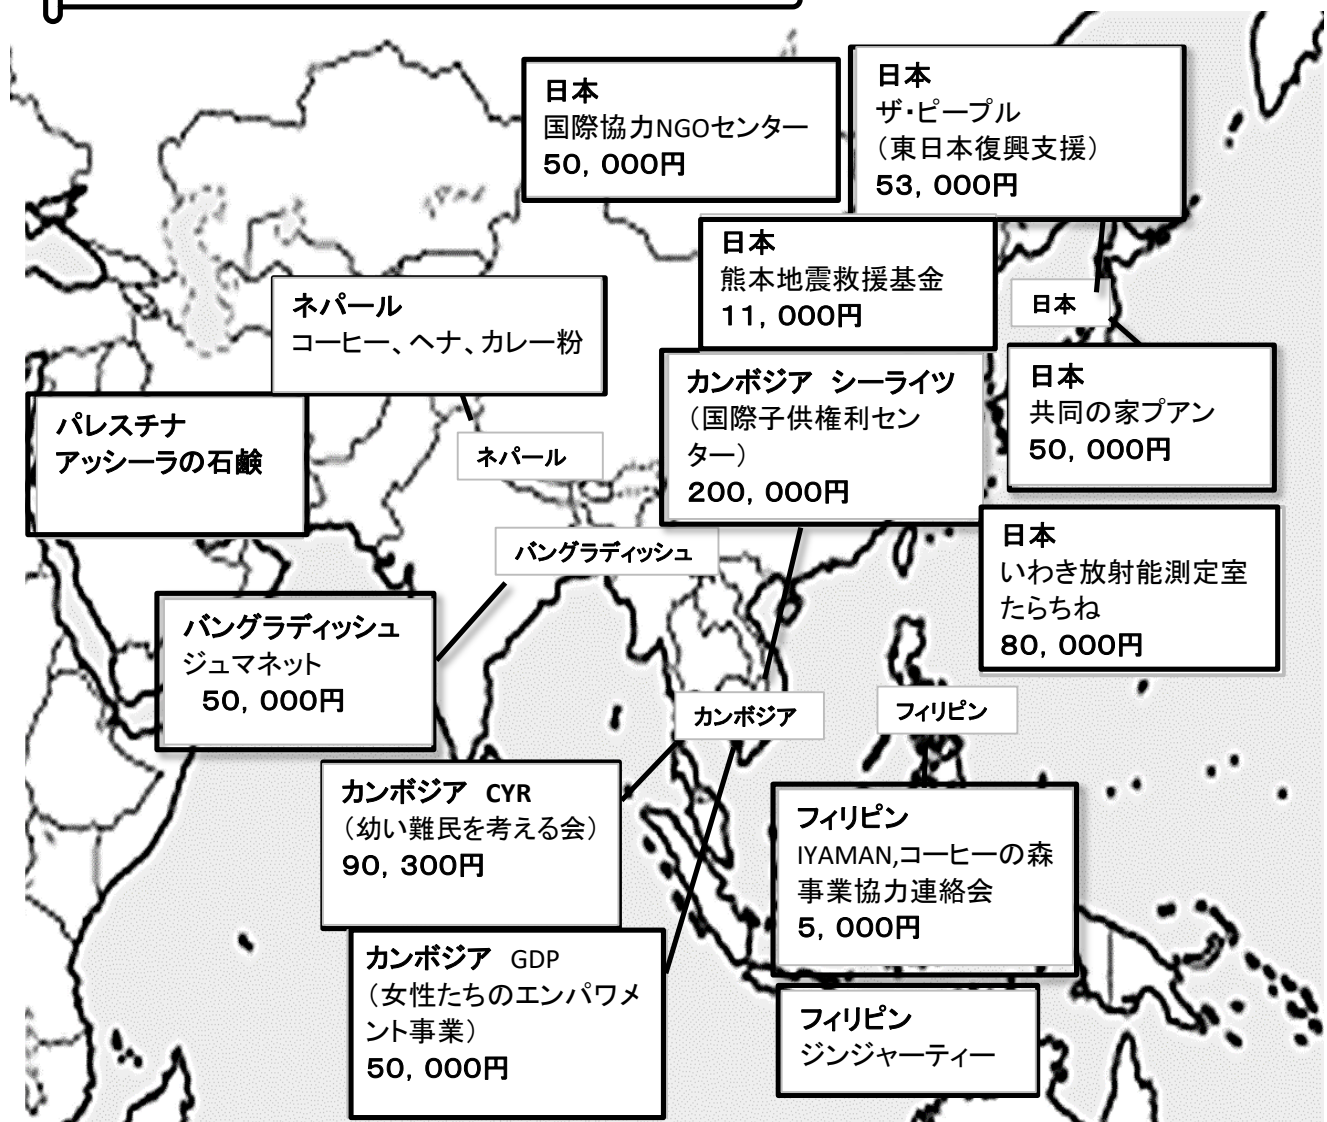 日本
国際協力NGOセンター
50，000円
日本
ザ・ピープル
（東日本復興支援）
53，000円
日本
熊本地震救援基金
11，000円
日本
ネパール
コーヒー、ヘナ、カレー粉
カンボジア　シーライツ
（国際子供権利セン
ター）
200，000円
日本
共同の家プアン
50，000円
パレスチナ
アッシーラの石鹸
ネパール
バングラディッシュ
日本
いわき放射能測定室
たらちね
80，000円
バングラディッシュ
ジュマネット
50，000円
カンボジア
フィリピン
カンボジア　CYR
（幼い難民を考える会）
90，300円
フィリピン
IYAMAN,コーヒーの森
事業協力連絡会
5，000円
カンボジア　GDP
（女性たちのエンパワメ
ント事業）
50，000円
フィリピン
ジンジャーティー